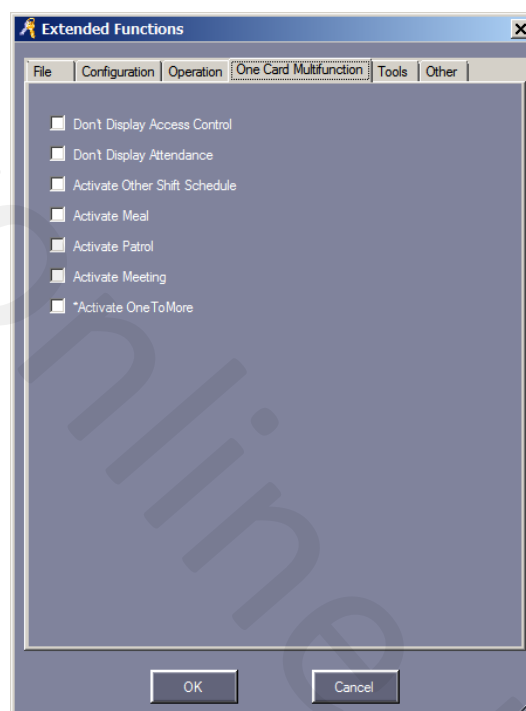 Extended Functions
File Configuration Operation One Card Multifunction Tools Other
Don't Display Access Control
Don't Display Attendance
Activate Other Shift Schedule
Activate Meal
Activate Patrol
Activate Meeting
*Activate OneToMore
OK Cancel
online